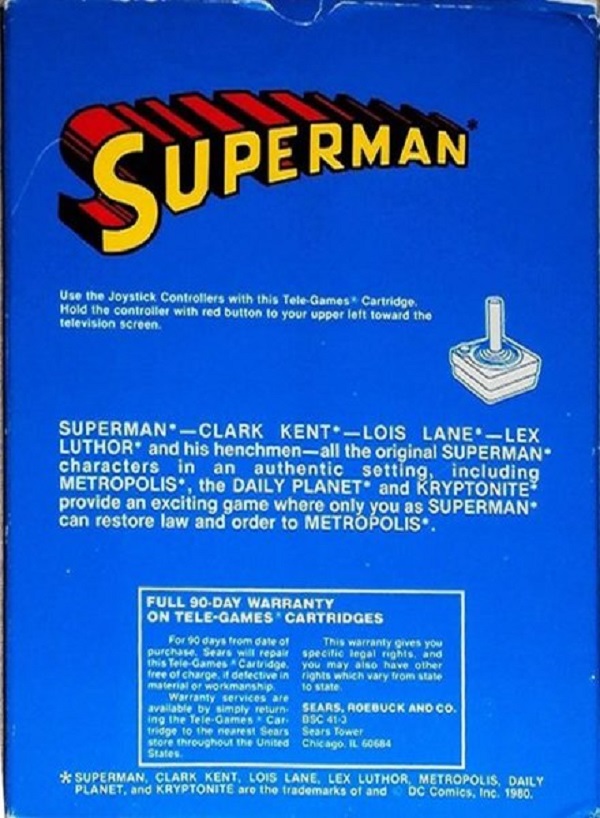 SUPERMAN*
Use the Joystick Controllers with this Tele-Games* Cartridge.
Hold the controller with red button to your upper left toward the
television screen.
SUPERMAN*—CLARK KENT*—LOIS LANE*—LEX
LUTHOR* and his henchmen—all the original SUPERMAN*
characters in an authentic setting, including
METROPOLIS*, the DAILY PLANET* and KRYPTONITE*
provide an exciting game where only you as SUPERMAN*
can restore law and order to METROPOLIS*.
FULL 90-DAY WARRANTY
ON TELE-GAMES® CARTRIDGES
For 90 days from date of
purchase, Sears will repair
this Tele-Games® Cartridge,
free of charge, if defective in
material or workmanship.
Warranty services are
available by simply return-
ing the Tele-Games® Car-
tridge to the nearest Sears
store throughout the United
States.
This warranty gives you
specific legal rights, and
you may also have other
rights which vary from state
to state.
SEARS, ROEBUCK AND CO.
BSC 41-3
Sears Tower
Chicago, IL 60684
* SUPERMAN, CLARK KENT, LOIS LANE, LEX LUTHOR, METROPOLIS, DAILY
PLANET, and KRYPTONITE are the trademarks of and © DC Comics, Inc. 1980.